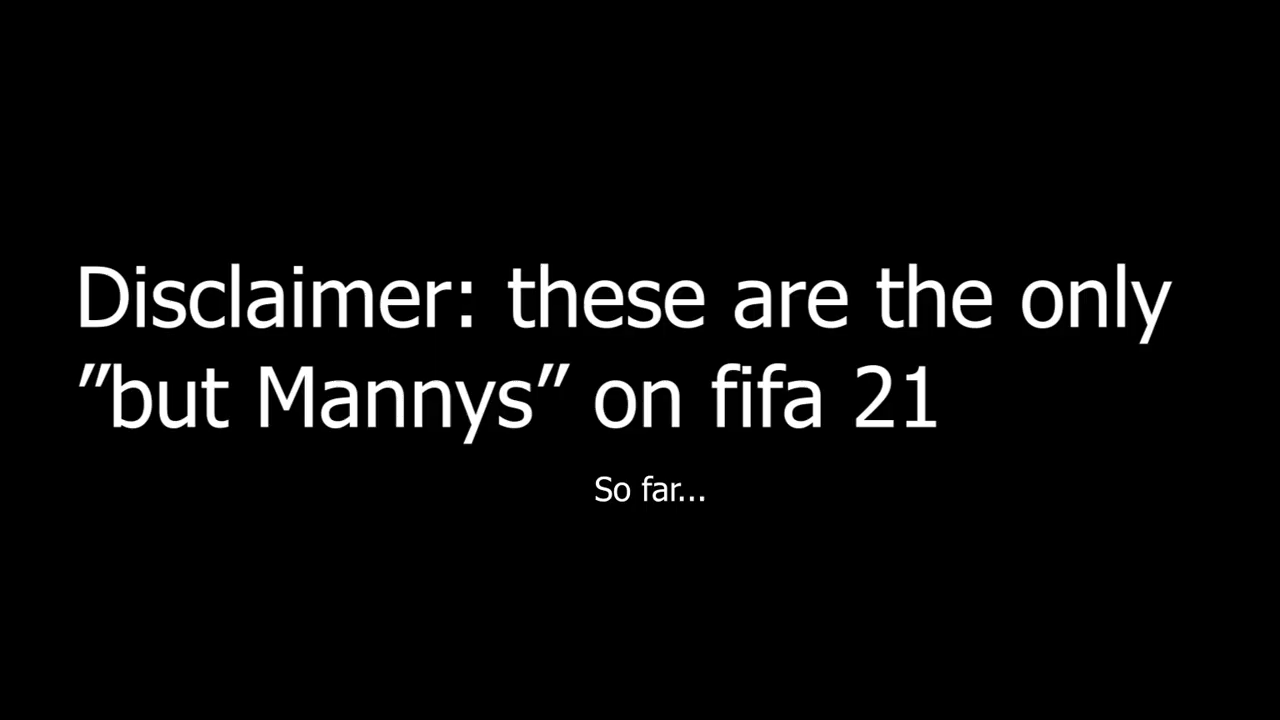 Disclaimer: these are the only
”but Mannys” on fifa 21
So far...